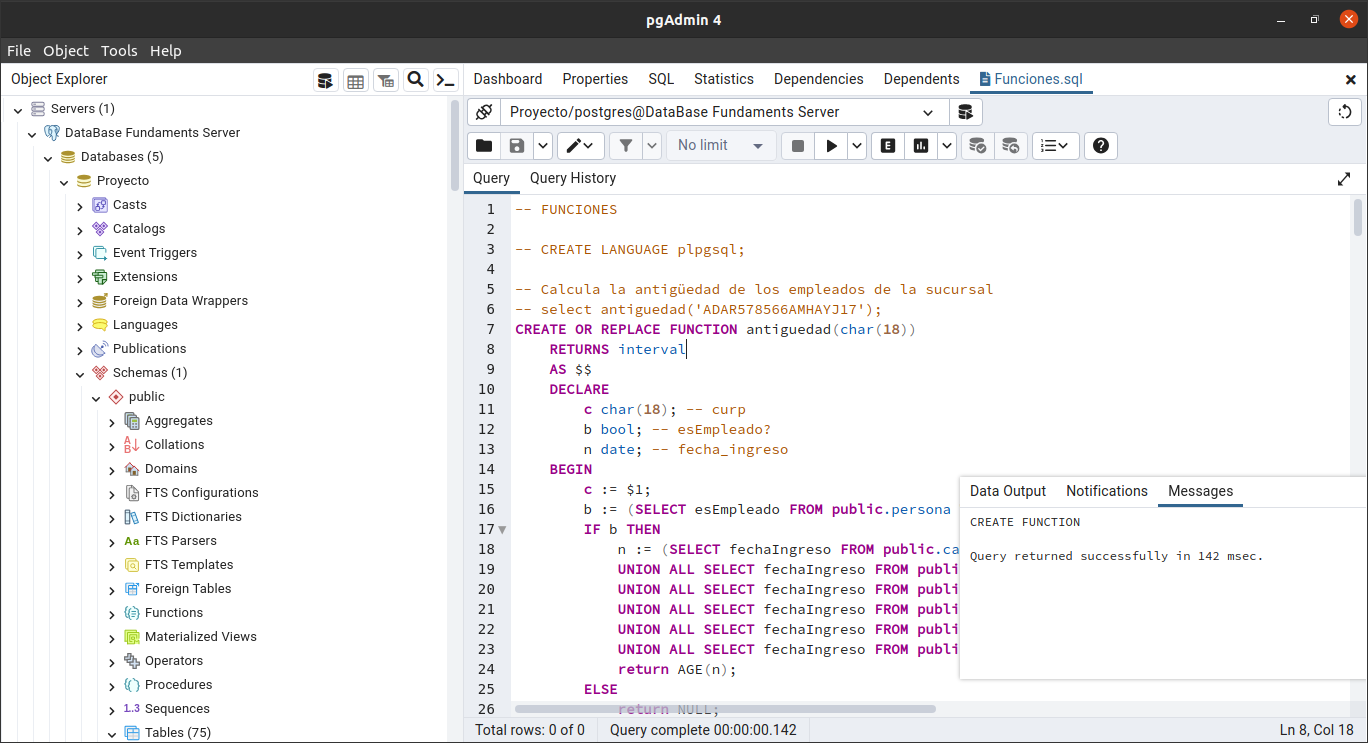 pgAdmin 4
File Object Tools Help
Object Explorer
Dashboard Properties SQL Statistics Dependencies Dependents Funciones.sql
Servers (1)
DataBase Fundaments Server
Databases (5)
Proyecto
Casts
Catalogs
Event Triggers
Extensions
Foreign Data Wrappers
Languages
Publications
Schemas (1)
public
Aggregates
Collations
Domains
FTS Configurations
FTS Dictionaries
Aa FTS Parsers
FTS Templates
Foreign Tables
Functions
Materialized Views
Operators
Procedures
1..3 Sequences
Tables (75)
Proyecto/postgres@DataBase Fundaments Server
No limit
E
Query Query History
1 -- FUNCIONES
2
3 -- CREATE LANGUAGE plpgsql;
4
5 -- Calcula la antigüedad de los empleados de la sucursal
6 -- select antiguedad('ADAR578566AMHAYJ17');
7 CREATE OR REPLACE FUNCTION antiguedad(char(18))
8 RETURNS interval
9 AS $$
10 DECLARE
11 c char(18); -- curp
12 b bool; -- esEmpleado?
13 n date; -- fecha_ingreso
14 BEGIN
15 c := $1;
16 b := (SELECT esEmpleado FROM public.persona
17 IF b THEN
18 n := (SELECT fechaIngreso FROM public.ca
19 UNION ALL SELECT fechaIngreso FROM publi
20 UNION ALL SELECT fechaIngreso FROM publi
21 UNION ALL SELECT fechaIngreso FROM publi
22 UNION ALL SELECT fechaIngreso FROM publi
23 UNION ALL SELECT fechaIngreso FROM publi
24 return AGE(n);
25 ELSE
26 return NULL;
Data Output Notifications Messages
CREATE FUNCTION
Query returned successfully in 142 msec.
Total rows: 0 of 0 Query complete 00:00:00.142 Ln 8, Col 18